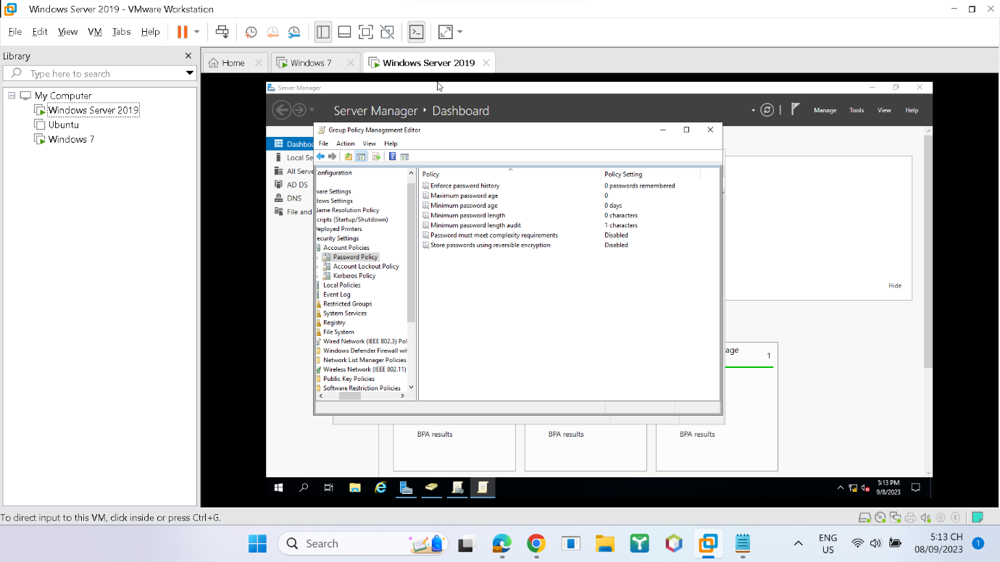 Windows Server 2019 - VMware Workstation
File Edit View VM Tabs Help
Library
Type here to search
My Computer
Windows Server 2019
Ubuntu
Windows 7
Home
Windows 7
Windows Server 2019
Server Manager
Server Manager Dashboard
Manage Tools View Help
Dashboa
Local Se
All Serve
AD DS
DNS
File and
Group Policy Management Editor
File Action View Help
onfiguration
vare Settings
dows Settings
Name Resolution Policy
cripts (Startup/Shutdown)
eployed Printers
ecurity Settings
Account Policies
Password Policy
Account Lockout Policy
Kerberos Policy
Local Policies
Event Log
Restricted Groups
System Services
Registry
File System
Wired Network (IEEE 802.3) Pol
Windows Defender Firewall wit
Network List Manager Policies
Wireless Network (IEEE 802.11)
Public Key Policies
Software Restriction Policies
Policy Policy Setting
Enforce password history 0 passwords remembered
Maximum password age 0
Minimum password age 0 days
Minimum password length 0 characters
Minimum password length audit 1 characters
Password must meet complexity requirements Disabled
Store passwords using reversible encryption Disabled
Hide
age 1
BPA results
BPA results
BPA results
5:13 PM
9/8/2023
To direct input to this VM, click inside or press Ctrl+G.
Search
ENG
US
5:13 CH
08/09/2023
1